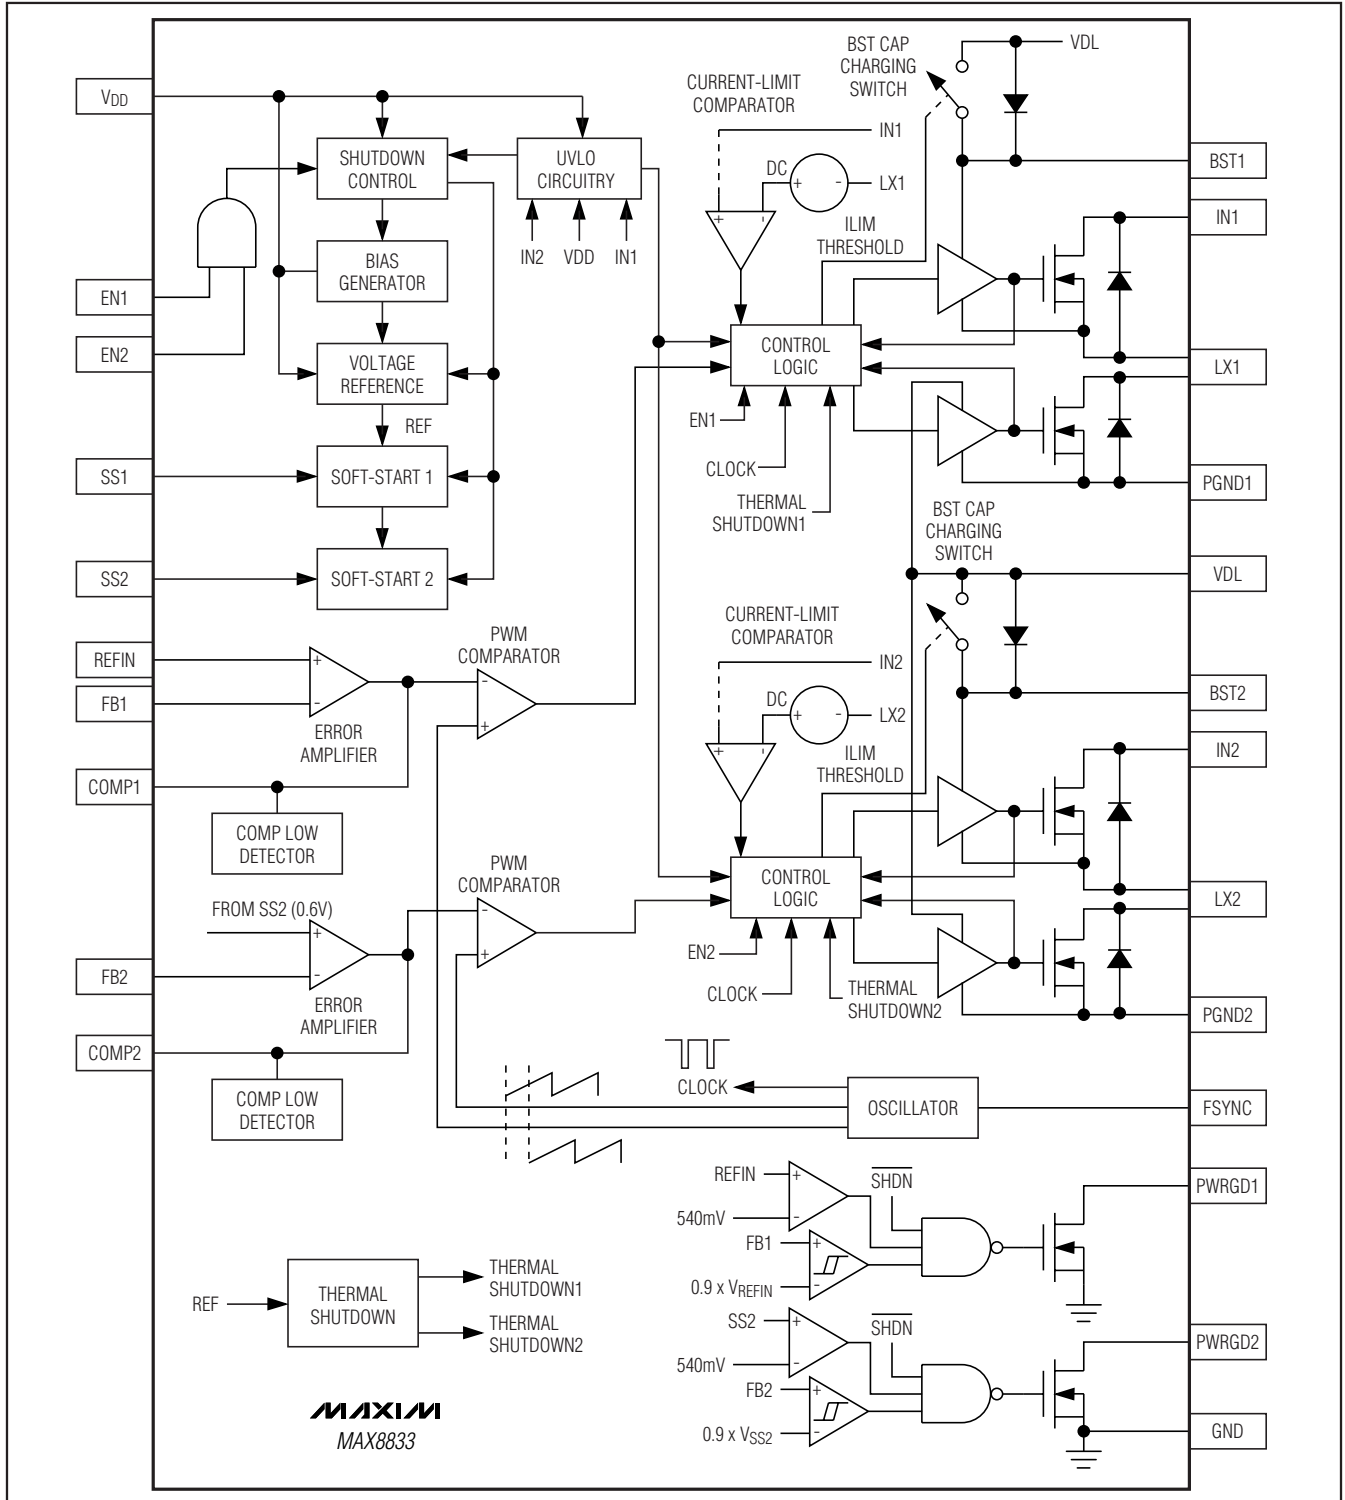 VDD
EN1
EN2
SS1
SS2
REFIN
FB1
COMP1
FB2
COMP2
SHUTDOWN
CONTROL
UVLO
CIRCUITRY
IN2
VDD
IN1
BIAS
GENERATOR
VOLTAGE
REFERENCE
REF
SOFT-START 1
SOFT-START 2
+
-
ERROR
AMPLIFIER
PWM
COMPARATOR
-
+
COMP LOW
DETECTOR
FROM SS2 (0.6V)
+
-
ERROR
AMPLIFIER
PWM
COMPARATOR
-
+
COMP LOW
DETECTOR
CURRENT-LIMIT
COMPARATOR
BST CAP
CHARGING
SWITCH
VDL
IN1
DC
+
-
LX1
+
-
ILIM
THRESHOLD
CONTROL
LOGIC
EN1
CLOCK
THERMAL
SHUTDOWN1
BST CAP
CHARGING
SWITCH
CURRENT-LIMIT
COMPARATOR
IN2
DC
+
-
LX2
+
-
ILIM
THRESHOLD
CONTROL
LOGIC
EN2
CLOCK
THERMAL
SHUTDOWN2
CLOCK
OSCILLATOR
REFIN
+
540mV
-
SHDN
FB1
+
0.9 x VREFIN
-
SS2
+
540mV
-
SHDN
FB2
+
0.9 x VSS2
-
REF
THERMAL
SHUTDOWN
THERMAL
SHUTDOWN1
THERMAL
SHUTDOWN2
MAXIM
MAX8833
BST1
IN1
LX1
PGND1
VDL
BST2
IN2
LX2
PGND2
FSYNC
PWRGD1
PWRGD2
GND